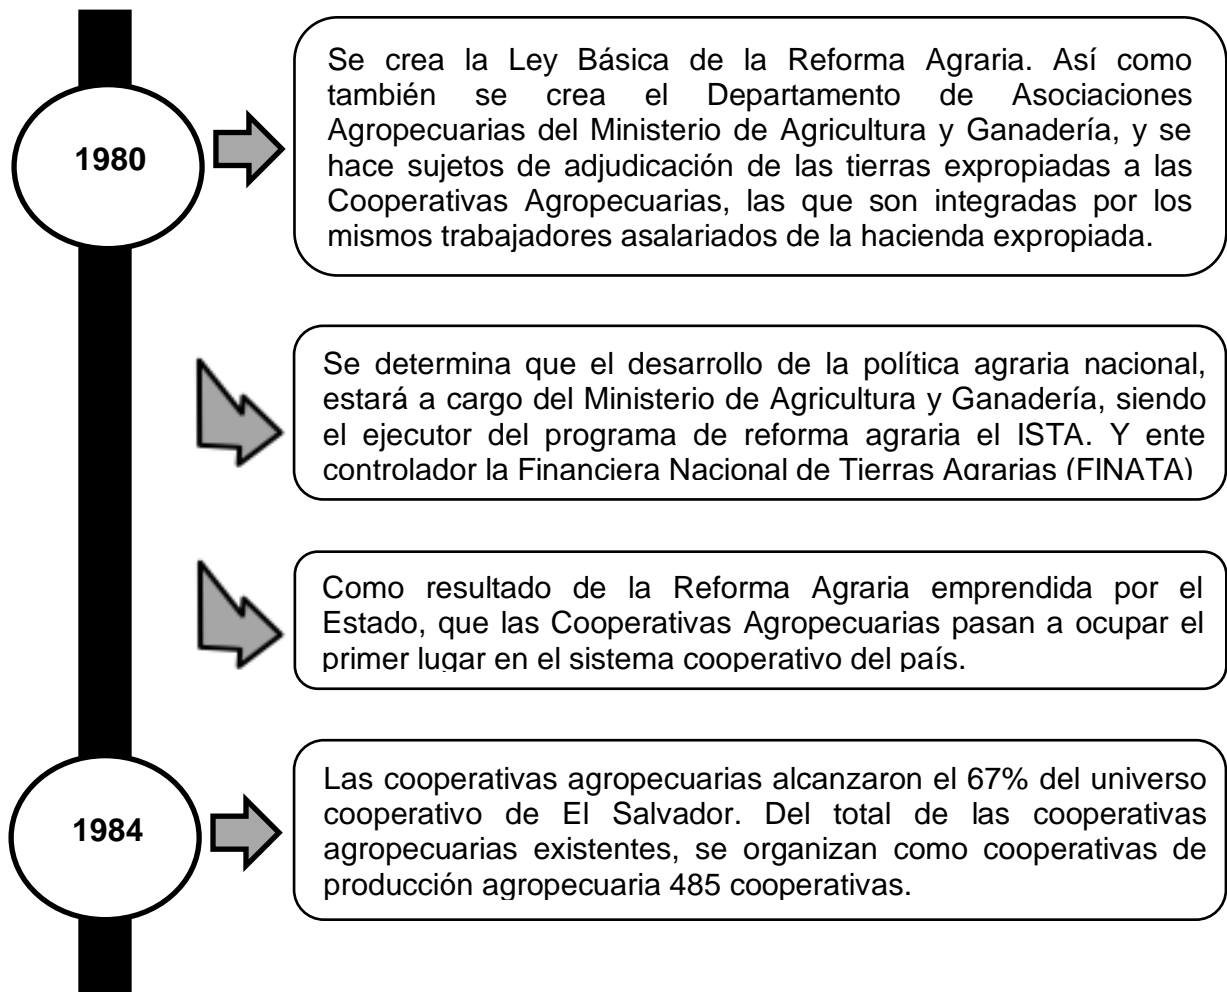 1980
Se crea la Ley Básica de la Reforma Agraria. Así como
también se crea el Departamento de Asociaciones
Agropecuarias del Ministerio de Agricultura y Ganadería, y se
hace sujetos de adjudicación de las tierras expropiadas a las
Cooperativas Agropecuarias, las que son integradas por los
mismos trabajadores asalariados de la hacienda expropiada.
Se determina que el desarrollo de la política agraria nacional,
estará a cargo del Ministerio de Agricultura y Ganadería, siendo
el ejecutor del programa de reforma agraria el ISTA. Y ente
controlador la Financiera Nacional de Tierras Agrarias (FINATA)
Como resultado de la Reforma Agraria emprendida por el
Estado, que las Cooperativas Agropecuarias pasan a ocupar el
primer lugar en el sistema cooperativo del país.
1984
Las cooperativas agropecuarias alcanzaron el 67% del universo
cooperativo de El Salvador. Del total de las cooperativas
agropecuarias existentes, se organizan como cooperativas de
producción agropecuaria 485 cooperativas.